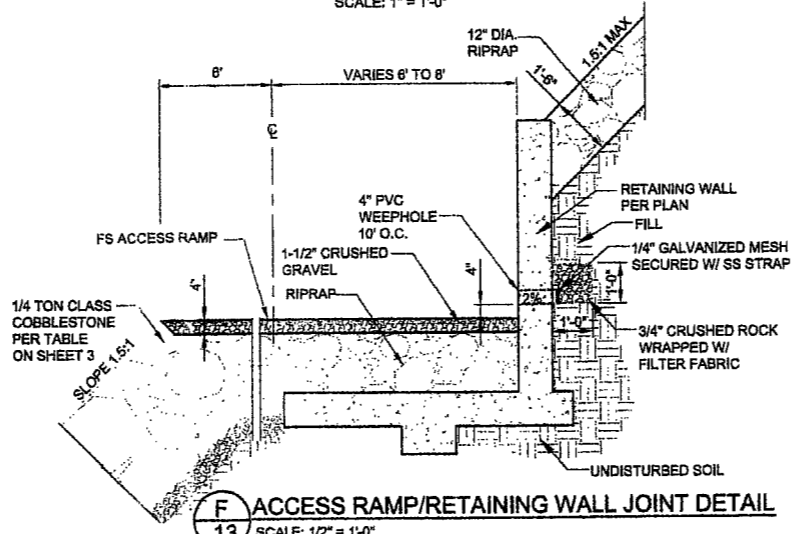 SCALE: 1" = 1'-0"
12" DIA.
RIPRAP
1.5:1 MAX
1'-6"
6'
VARIES 6' TO 8'
℄
4" PVC
WEEPHOLE
10' O.C.
RETAINING WALL
PER PLAN
FILL
FS ACCESS RAMP
1-1/2" CRUSHED
GRAVEL
RIPRAP
4"
4"
2%
1/4" GALVANIZED MESH
SECURED W/ SS STRAP
1'-0"
1'-0"
1/4 TON CLASS
COBBLESTONE
PER TABLE
ON SHEET 3
3/4" CRUSHED ROCK
WRAPPED W/
FILTER FABRIC
SLOPE 1.5:1
UNDISTURBED SOIL
F
13
ACCESS RAMP/RETAINING WALL JOINT DETAIL
SCALE: 1/2" = 1'-0"